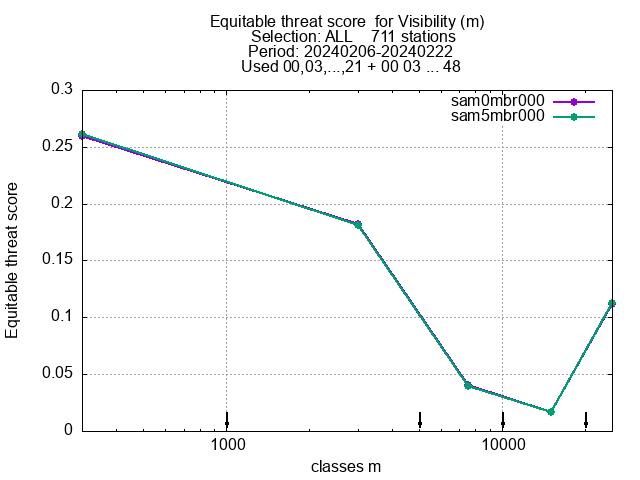 Equitable threat score  for Visibility (m)
Selection: ALL    711 stations
Period: 20240206-20240222
Used 00,03,...,21 + 00 03 ... 48
sam0mbr000
sam5mbr000
0.3
0.25
0.2
0.15
0.1
0.05
0
Equitable threat score
1000
10000
classes m